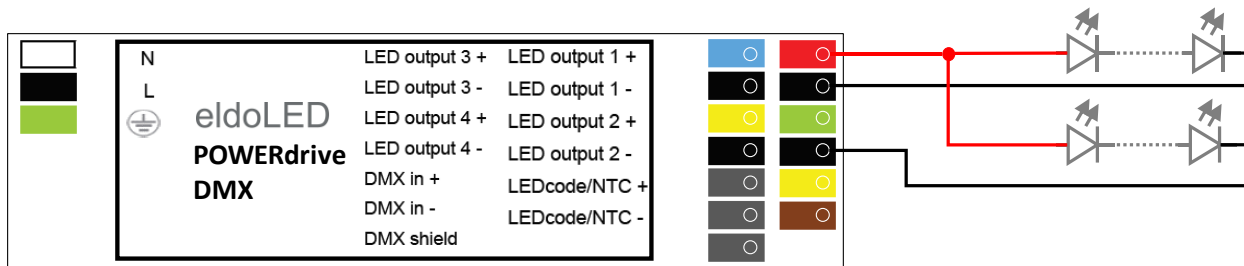 N
L
eldoLED
POWERdrive
DMX
LED output 3 +
LED output 3 -
LED output 4 +
LED output 4 -
DMX in +
DMX in -
DMX shield
LED output 1 +
LED output 1 -
LED output 2 +
LED output 2 -
LEDcode/NTC +
LEDcode/NTC -